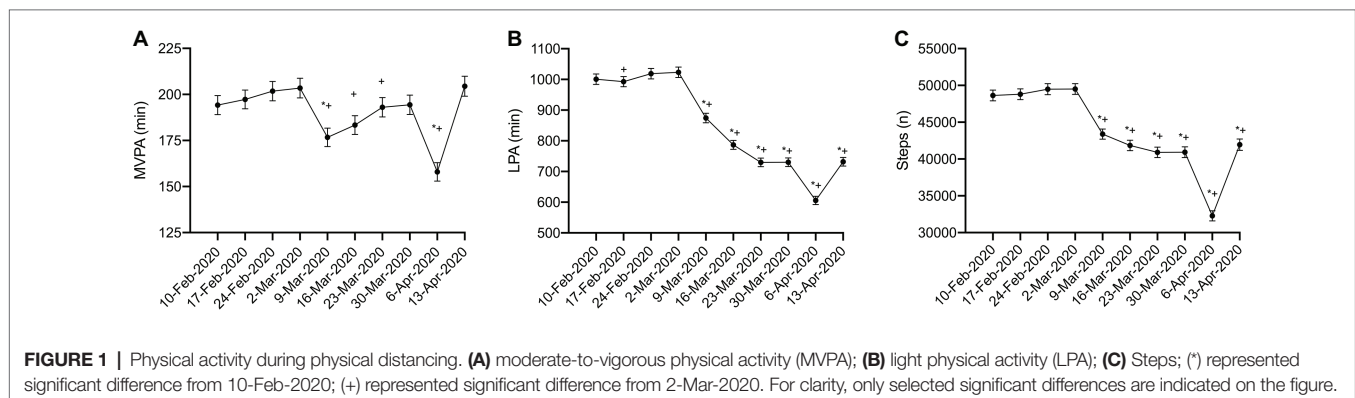 A
MVPA (min)
225
200
175
150
125
*+
+
+
*+
10-Feb-2020
17-Feb-2020
24-Feb-2020
2-Mar-2020
9-Mar-2020
16-Mar-2020
23-Mar-2020
30-Mar-2020
6-Apr-2020
13-Apr-2020
B
LPA (min)
1100
1000
900
800
700
600
500
+
*+
*+
*+
*+
*+
*+
10-Feb-2020
17-Feb-2020
24-Feb-2020
2-Mar-2020
9-Mar-2020
16-Mar-2020
23-Mar-2020
30-Mar-2020
6-Apr-2020
13-Apr-2020
C
Steps (n)
55000
50000
45000
40000
35000
30000
*+
*+
*+
*+
*+
*+
10-Feb-2020
17-Feb-2020
24-Feb-2020
2-Mar-2020
9-Mar-2020
16-Mar-2020
23-Mar-2020
30-Mar-2020
6-Apr-2020
13-Apr-2020
FIGURE 1 | Physical activity during physical distancing. (A) moderate-to-vigorous physical activity (MVPA); (B) light physical activity (LPA); (C) Steps; (*) represented
significant difference from 10-Feb-2020; (+) represented significant difference from 2-Mar-2020. For clarity, only selected significant differences are indicated on the figure.